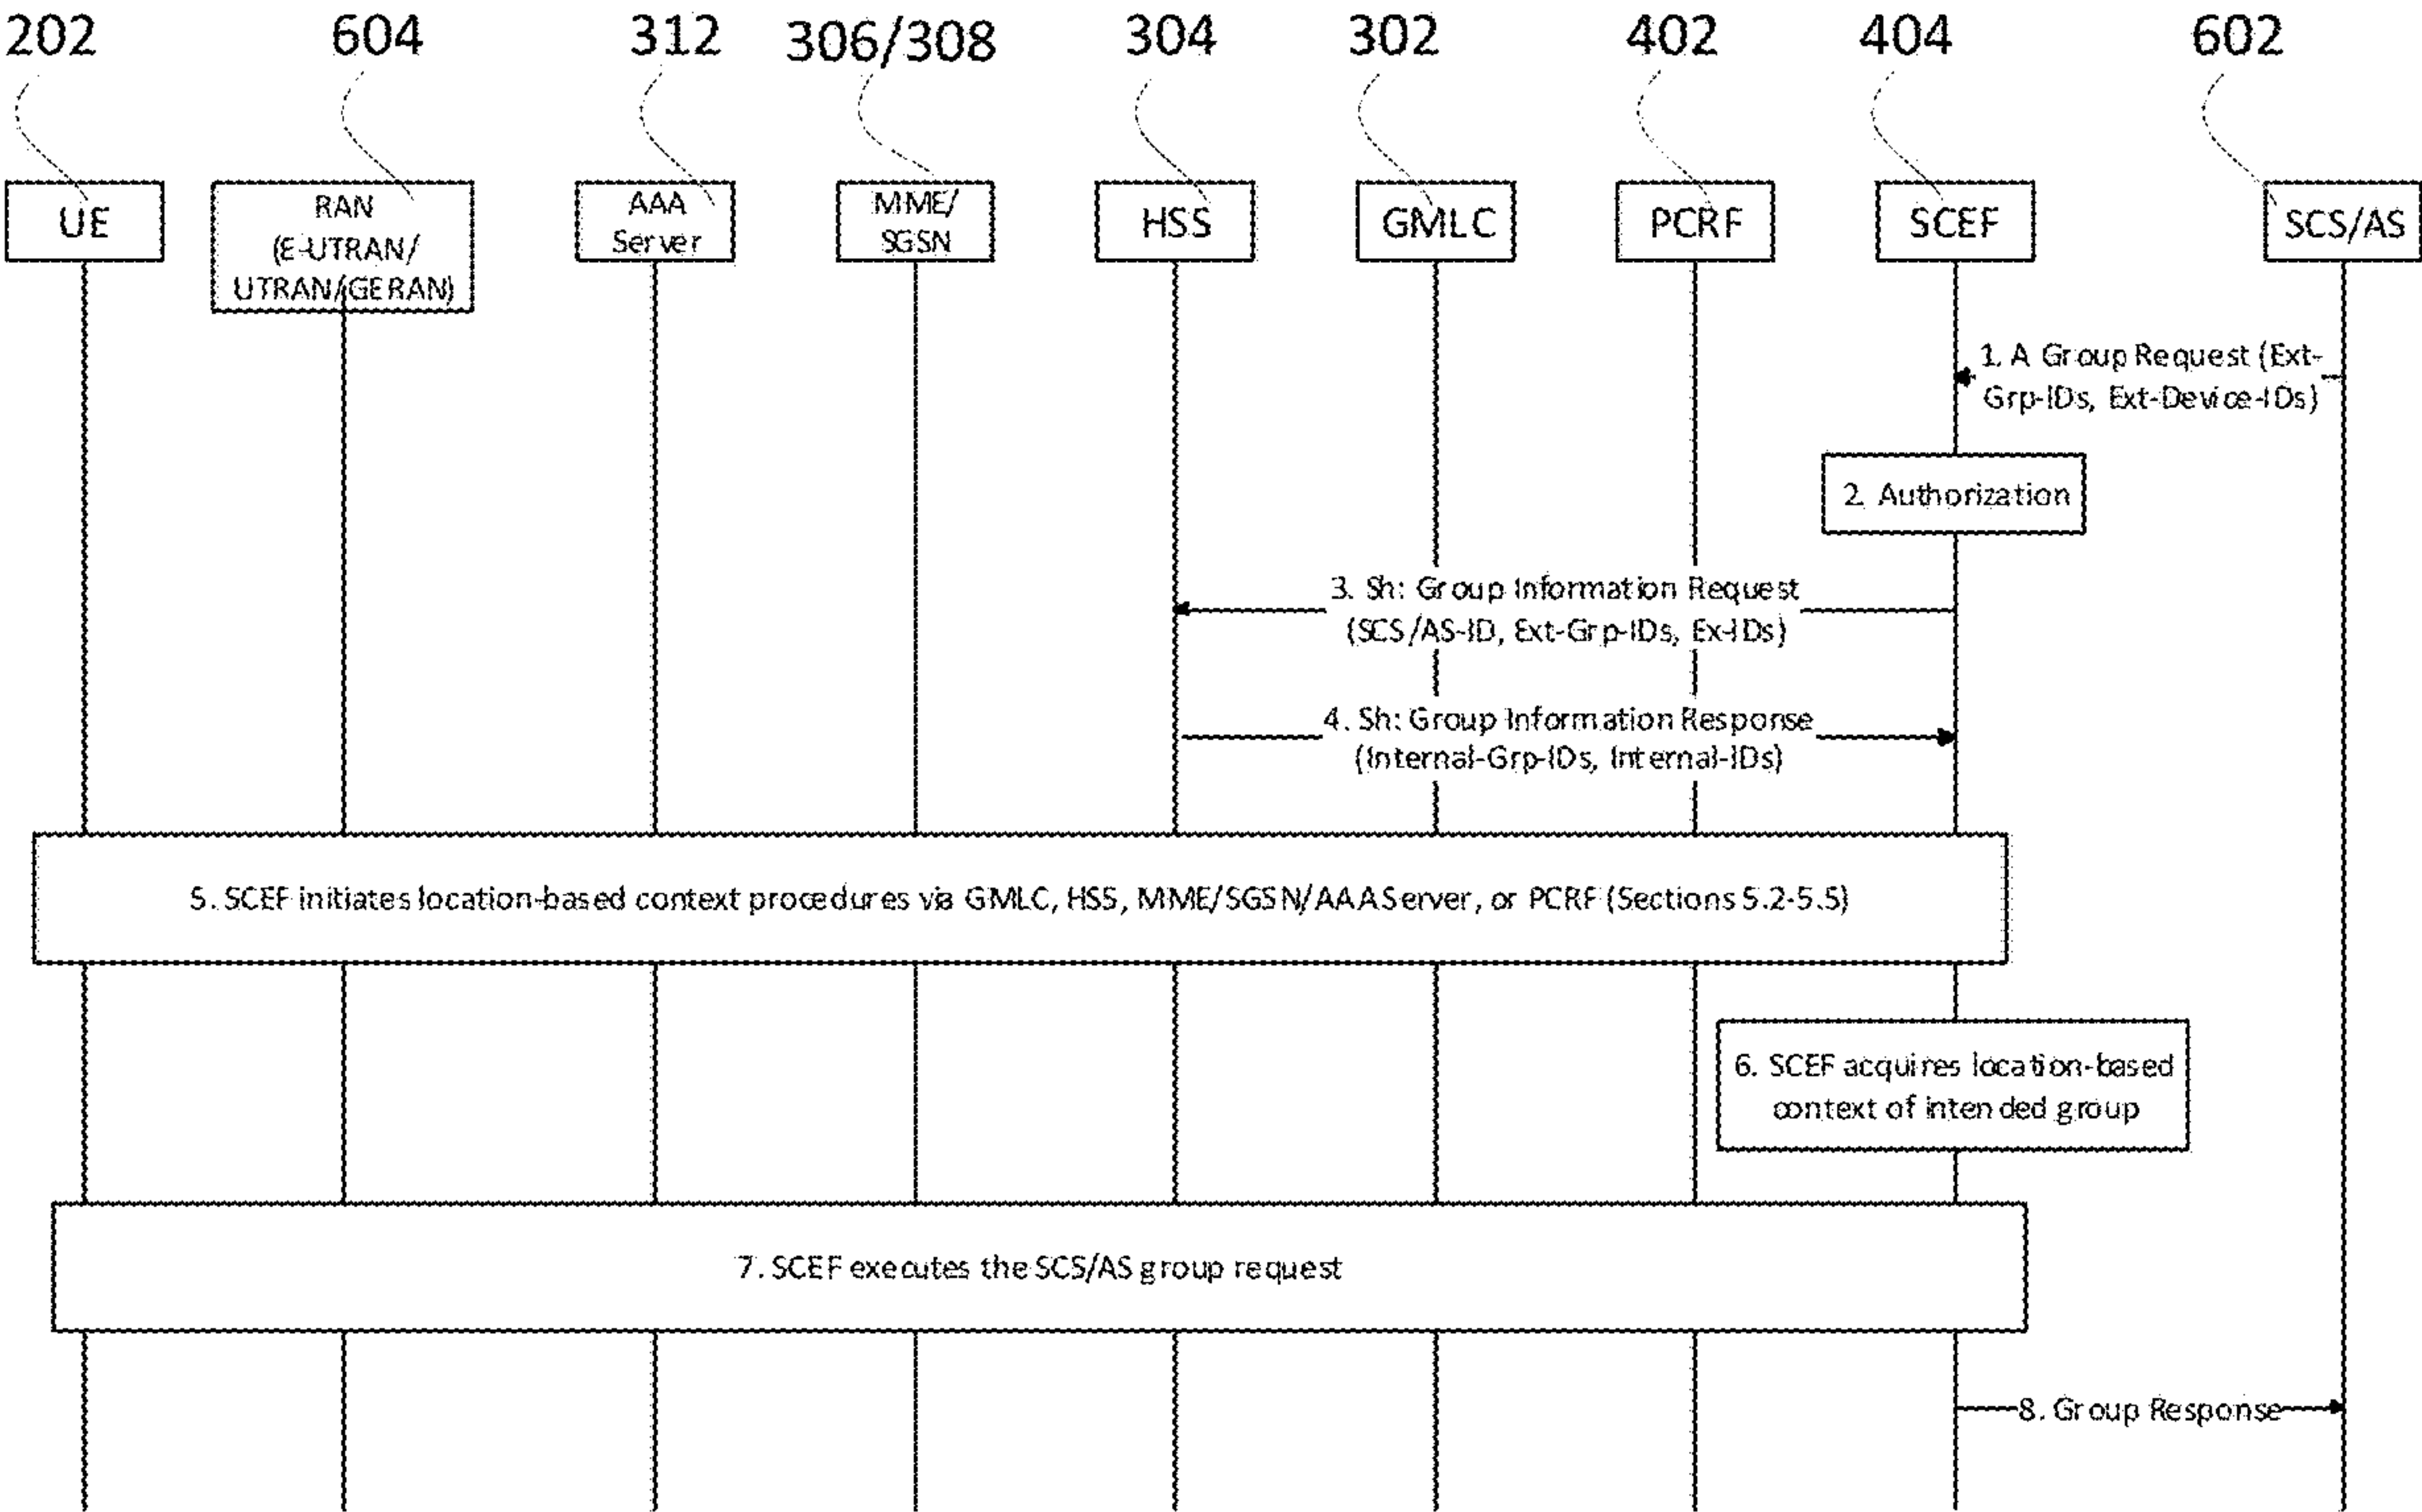 202 604 312 306/308 304 302 402 404 602
UE
RAN
(E-UTRAN/
UTRAN/GERAN)
AAA
Server
MME/
SGSN
HSS
GMLC
PCRF
SCEF
SCS/AS
1. A Group Request (Ext-
Grp-IDs, Ext-Device-IDs)
2. Authorization
3. Sh: Group Information Request
(SCS/AS-ID, Ext-Grp-IDs, Ex-IDs)
4. Sh: Group Information Response
(Internal-Grp-IDs, Internal-IDs)
5. SCEF initiates location-based context procedures via GMLC, HSS, MME/SGSN/AAA Server, or PCRF (Sections 5.2-5.5)
6. SCEF acquires location-based
context of intended group
7. SCEF executes the SCS/AS group request
8. Group Response